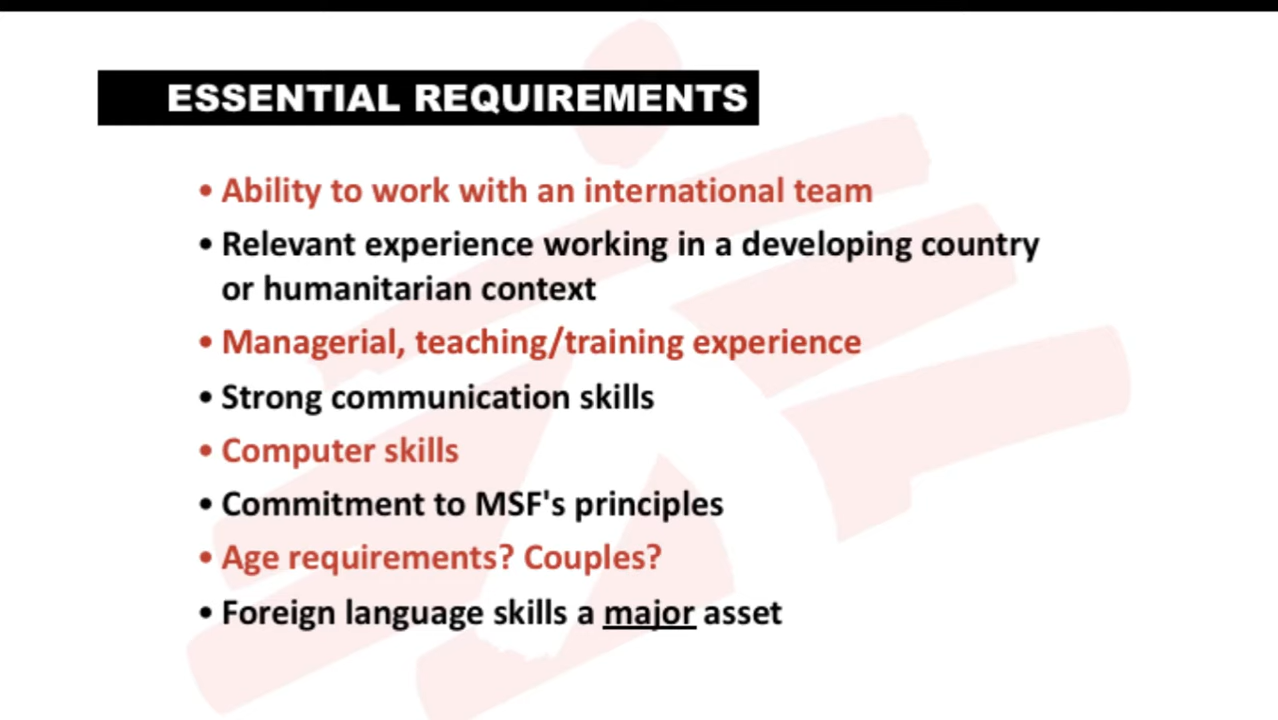 ESSENTIAL REQUIREMENTS
• Ability to work with an international team
• Relevant experience working in a developing country
or humanitarian context
• Managerial, teaching/training experience
• Strong communication skills
• Computer skills
• Commitment to MSF's principles
• Age requirements? Couples?
• Foreign language skills a major asset